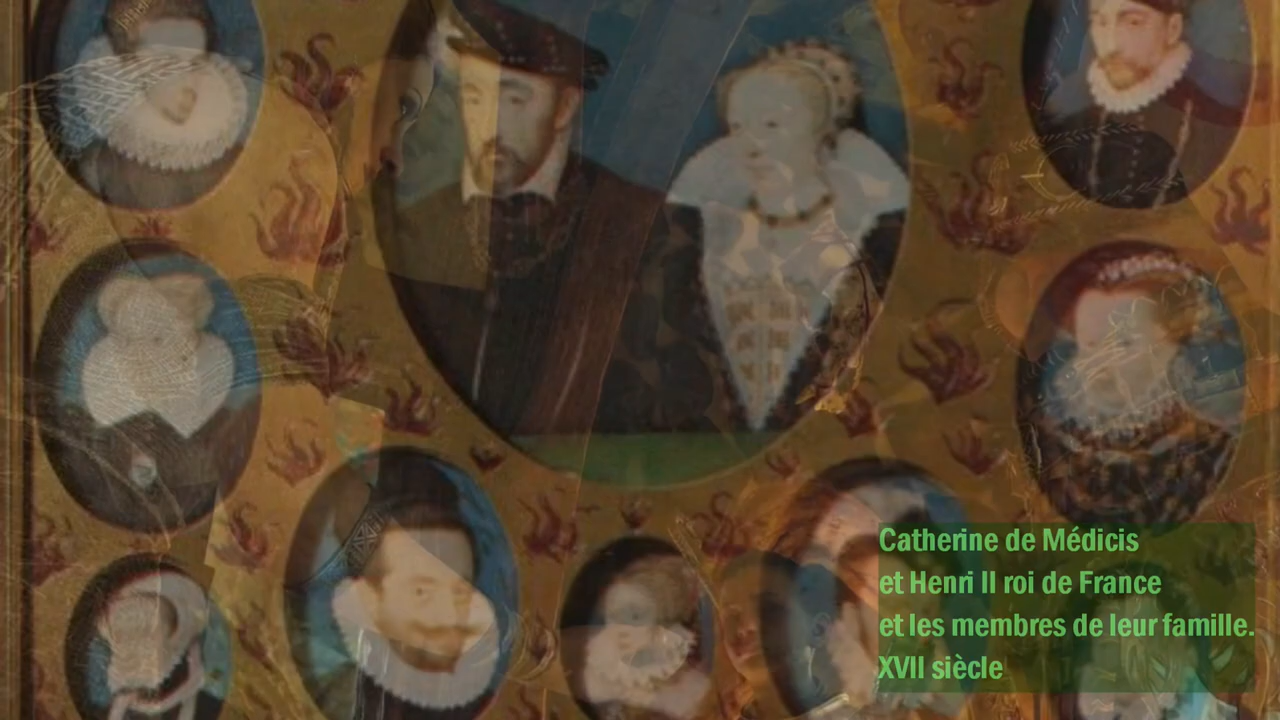 Catherine de Médicis
et Henri II roi de France
et les membres de leur famille.
XVII siècle